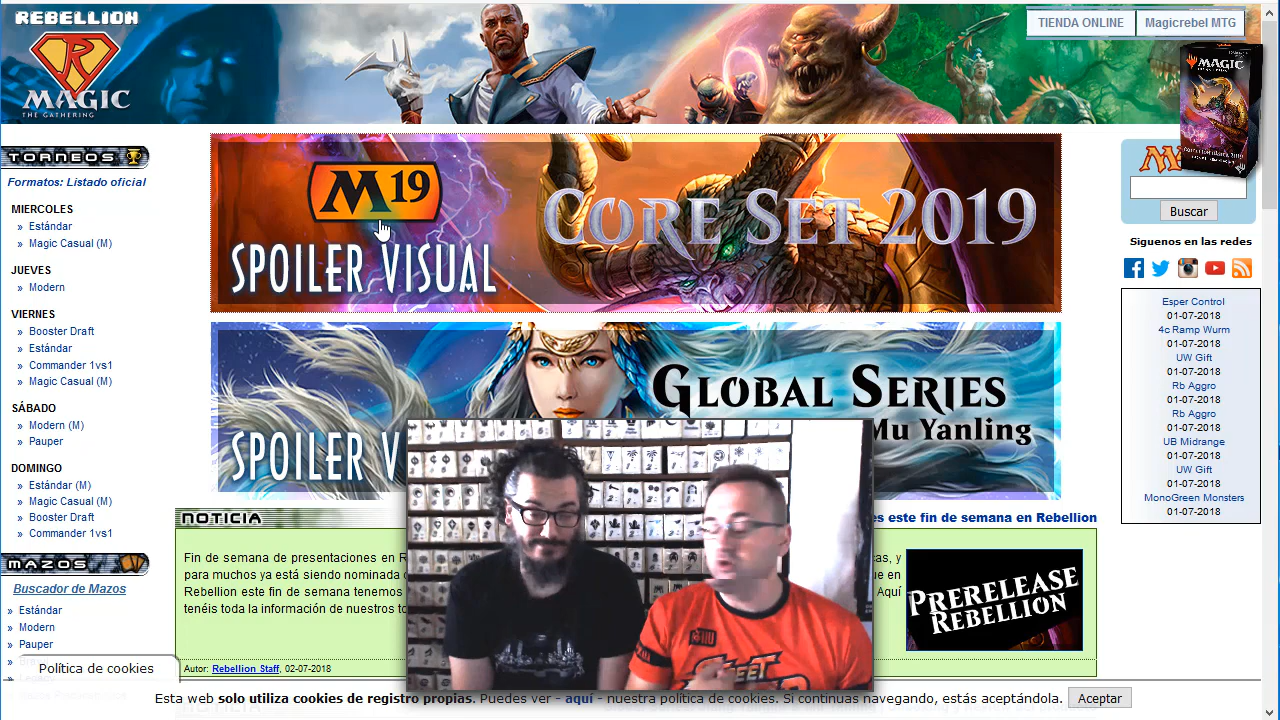 REBELLION
MAGIC
THE GATHERING
TIENDA ONLINE
Magicrebel MTG
MAGIC
TORNEOS
Formatos: Listado oficial
MIERCOLES
» Estándar
» Magic Casual (M)
JUEVES
» Modern
VIERNES
» Booster Draft
» Estándar
» Commander 1vs1
» Magic Casual (M)
SÁBADO
» Modern (M)
» Pauper
DOMINGO
» Estándar (M)
» Magic Casual (M)
» Booster Draft
» Commander 1vs1
MAZOS
Buscador de Mazos
» Estándar
» Modern
» Pauper
M19
SPOILER VISUAL
CORE SET 2019
GLOBAL SERIES
Mu Yanling
SPOILER V
NOTICIA
es este fin de semana en Rebellion
Fin de semana de presentaciones en R
cas, y
para muchos ya está siendo nominada
ue en
Rebellion este fin de semana tenemos
Aquí
tenéis toda la información de nuestros to
PRERELEASE
REBELLION
Autor: Rebellion Staff, 02-07-2018
Buscar
Siguenos en las redes
Esper Control
01-07-2018
4c Ramp Wurm
01-07-2018
UW Gift
01-07-2018
Rb Aggro
01-07-2018
Rb Aggro
01-07-2018
UB Midrange
01-07-2018
UW Gift
01-07-2018
MonoGreen Monsters
01-07-2018
Política de cookies
Esta web solo utiliza cookies de registro propias. Puedes ver - aquí - nuestra política de cookies. Si continuas navegando, estás aceptándola.
Aceptar